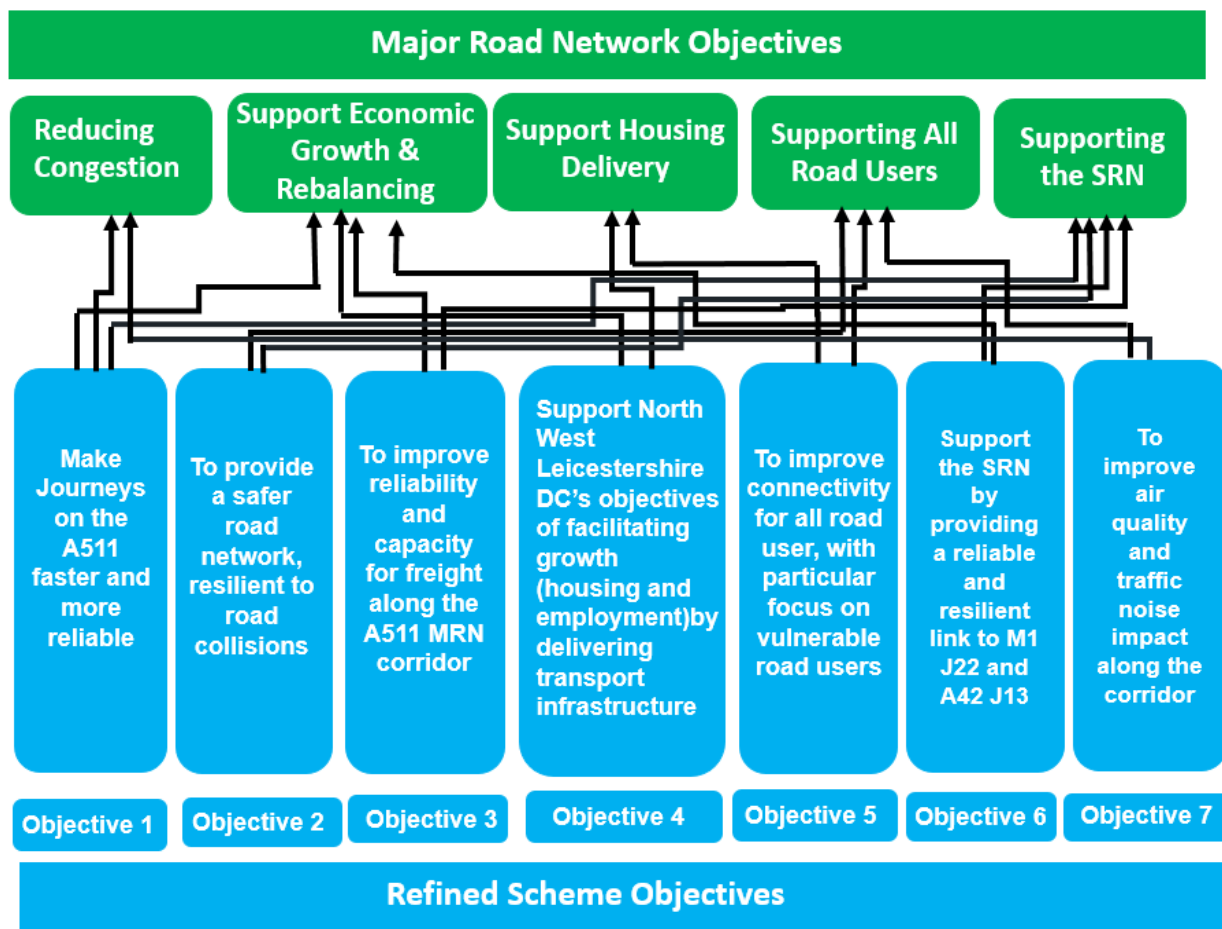 Major Road Network Objectives
Reducing
Congestion
Support Economic
Growth &
Rebalancing
Support Housing
Delivery
Supporting All
Road Users
Supporting
the SRN
Make
Journeys
on the
A511
faster and
more
reliable
To provide
a safer
road
network,
resilient to
road
collisions
To improve
reliability
and
capacity
for freight
along the
A511 MRN
corridor
Support North
West
Leicestershire
DC’s objectives
of facilitating
growth
(housing and
employment)by
delivering
transport
infrastructure
To improve
connectivity
for all road
user, with
particular
focus on
vulnerable
road users
Support
the SRN
by
providing
a reliable
and
resilient
link to M1
J22 and
A42 J13
To
improve
air
quality
and
traffic
noise
impact
along the
corridor
Objective 1
Objective 2
Objective 3
Objective 4
Objective 5
Objective 6
Objective 7
Refined Scheme Objectives